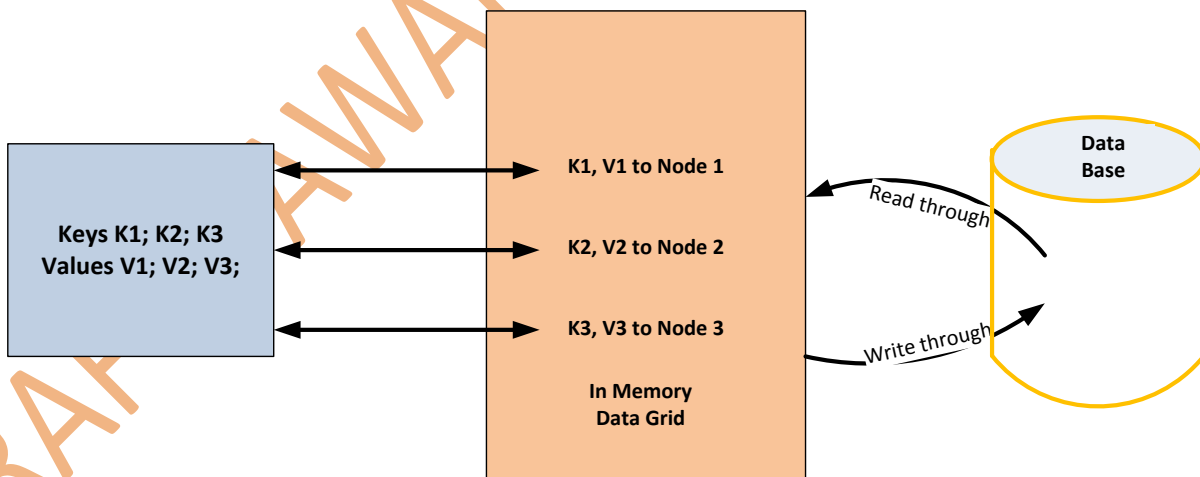 Keys K1; K2; K3
Values V1; V2; V3;
K1, V1 to Node 1
K2, V2 to Node 2
K3, V3 to Node 3
In Memory
Data Grid
Read through
Write through
Data
Base